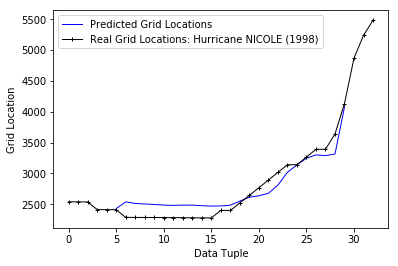 Predicted Grid Locations
Real Grid Locations: Hurricane NICOLE (1998)
5500
5000
4500
4000
3500
3000
2500
Grid Location
0 5 10 15 20 25 30
Data Tuple